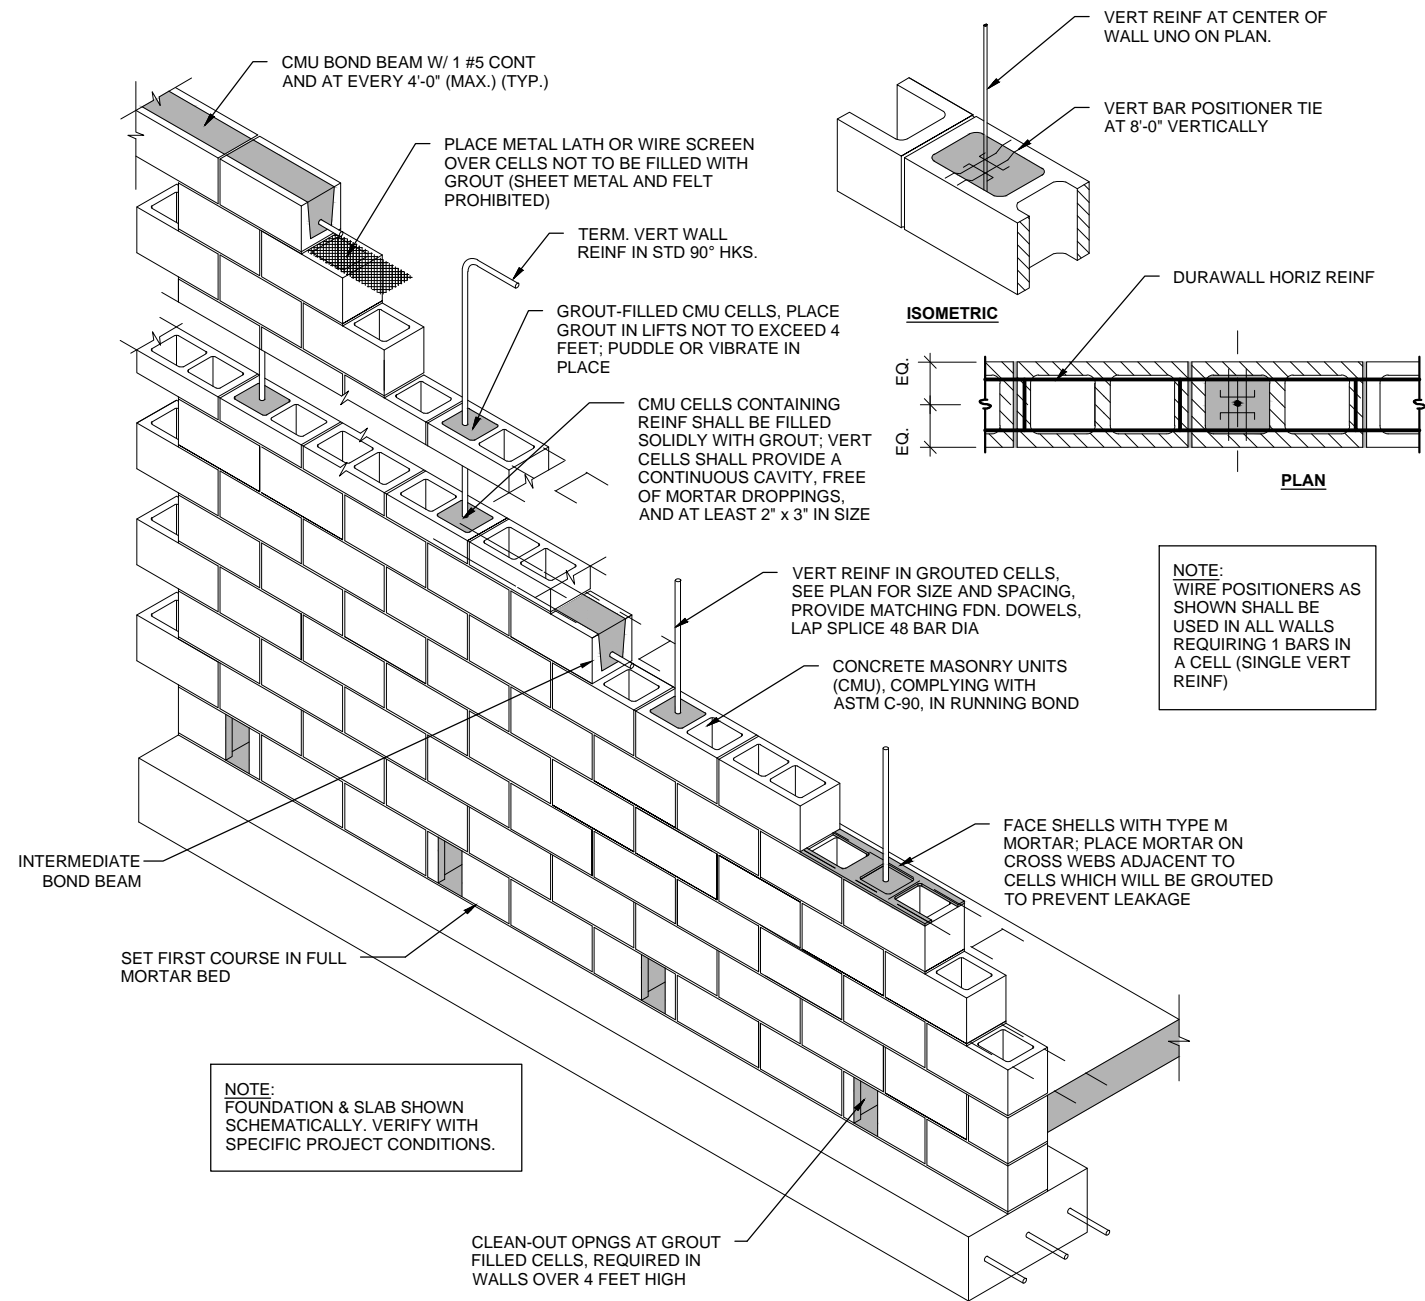 VERT REINF AT CENTER OF
WALL UNO ON PLAN.
CMU BOND BEAM W/ 1 #5 CONT
AND AT EVERY 4'-0" (MAX.) (TYP.)
VERT BAR POSITIONER TIE
AT 8'-0" VERTICALLY
PLACE METAL LATH OR WIRE SCREEN
OVER CELLS NOT TO BE FILLED WITH
GROUT (SHEET METAL AND FELT
PROHIBITED)
TERM. VERT WALL
REINF IN STD 90° HKS.
DURAWALL HORIZ REINF
ISOMETRIC
GROUT-FILLED CMU CELLS, PLACE
GROUT IN LIFTS NOT TO EXCEED 4
FEET; PUDDLE OR VIBRATE IN
PLACE
EQ.
EQ.
PLAN
CMU CELLS CONTAINING
REINF SHALL BE FILLED
SOLIDLY WITH GROUT; VERT
CELLS SHALL PROVIDE A
CONTINUOUS CAVITY, FREE
OF MORTAR DROPPINGS,
AND AT LEAST 2" x 3" IN SIZE
VERT REINF IN GROUTED CELLS,
SEE PLAN FOR SIZE AND SPACING,
PROVIDE MATCHING FDN. DOWELS,
LAP SPLICE 48 BAR DIA
NOTE:
WIRE POSITIONERS AS
SHOWN SHALL BE
USED IN ALL WALLS
REQUIRING 1 BARS IN
A CELL (SINGLE VERT
REINF)
CONCRETE MASONRY UNITS
(CMU), COMPLYING WITH
ASTM C-90, IN RUNNING BOND
FACE SHELLS WITH TYPE M
MORTAR; PLACE MORTAR ON
CROSS WEBS ADJACENT TO
CELLS WHICH WILL BE GROUTED
TO PREVENT LEAKAGE
INTERMEDIATE
BOND BEAM
SET FIRST COURSE IN FULL
MORTAR BED
NOTE:
FOUNDATION & SLAB SHOWN
SCHEMATICALLY. VERIFY WITH
SPECIFIC PROJECT CONDITIONS.
CLEAN-OUT OPNGS AT GROUT
FILLED CELLS, REQUIRED IN
WALLS OVER 4 FEET HIGH